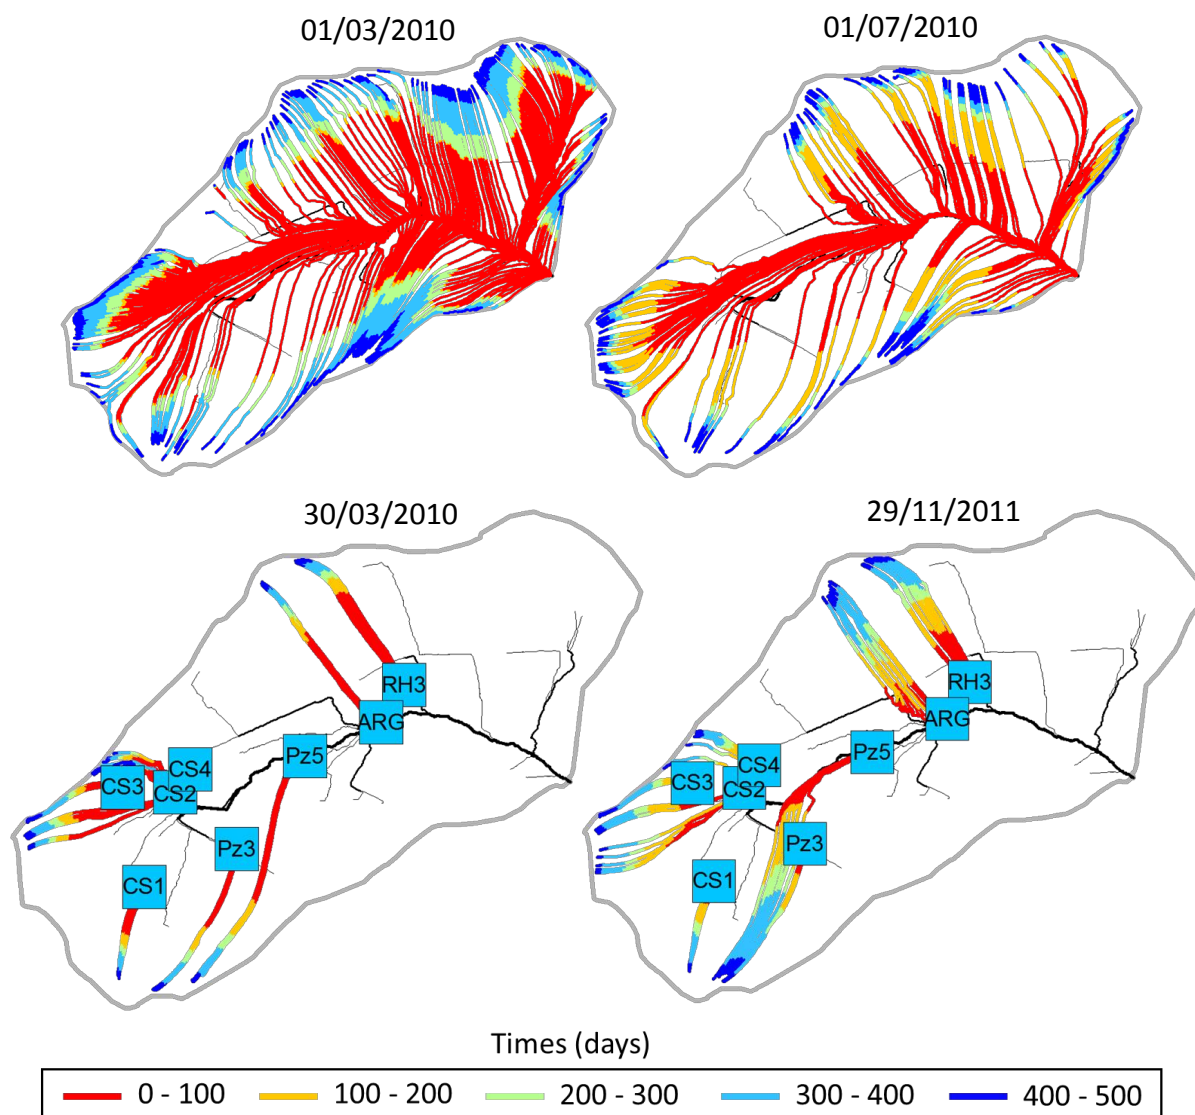 01/03/2010
01/07/2010
30/03/2010
29/11/2011
RH3
ARG
Pz5
CS4
CS3
CS2
Pz3
CS1
RH3
ARG
Pz5
CS4
CS3
CS2
Pz3
CS1
Times (days)
0 - 100 100 - 200 200 - 300 300 - 400 400 - 500